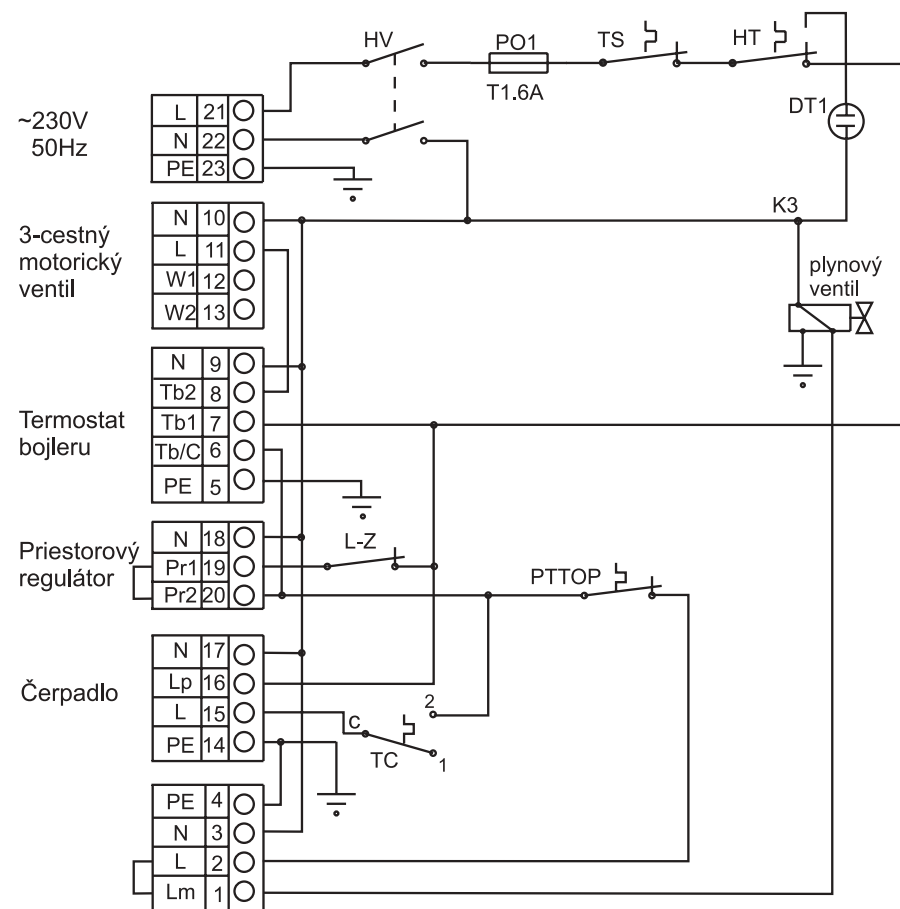 HV
PO1
TS
HT
T1.6A
DT1
~230V
50Hz
L 21
N 22
PE 23
K3
3-cestný
motorický
ventil
N 10
L 11
W1 12
W2 13
plynový
ventil
Termostat
bojleru
N 9
Tb2 8
Tb1 7
Tb/C 6
PE 5
Priestorový
regulátor
N 18
Pr1 19
Pr2 20
L-Z
PTTOP
Čerpadlo
N 17
Lp 16
L 15
PE 14
c
2
1
TC
PE 4
N 3
L 2
Lm 1